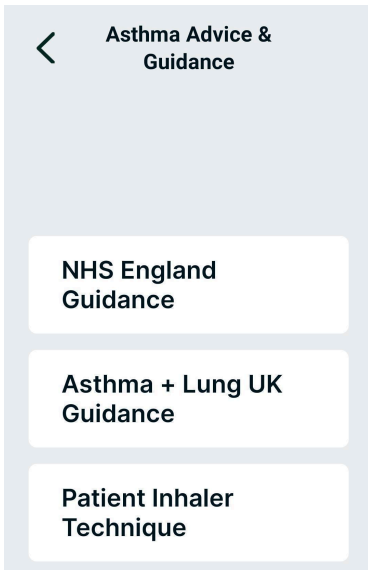 Asthma Advice &
Guidance
NHS England
Guidance
Asthma + Lung UK
Guidance
Patient Inhaler
Technique